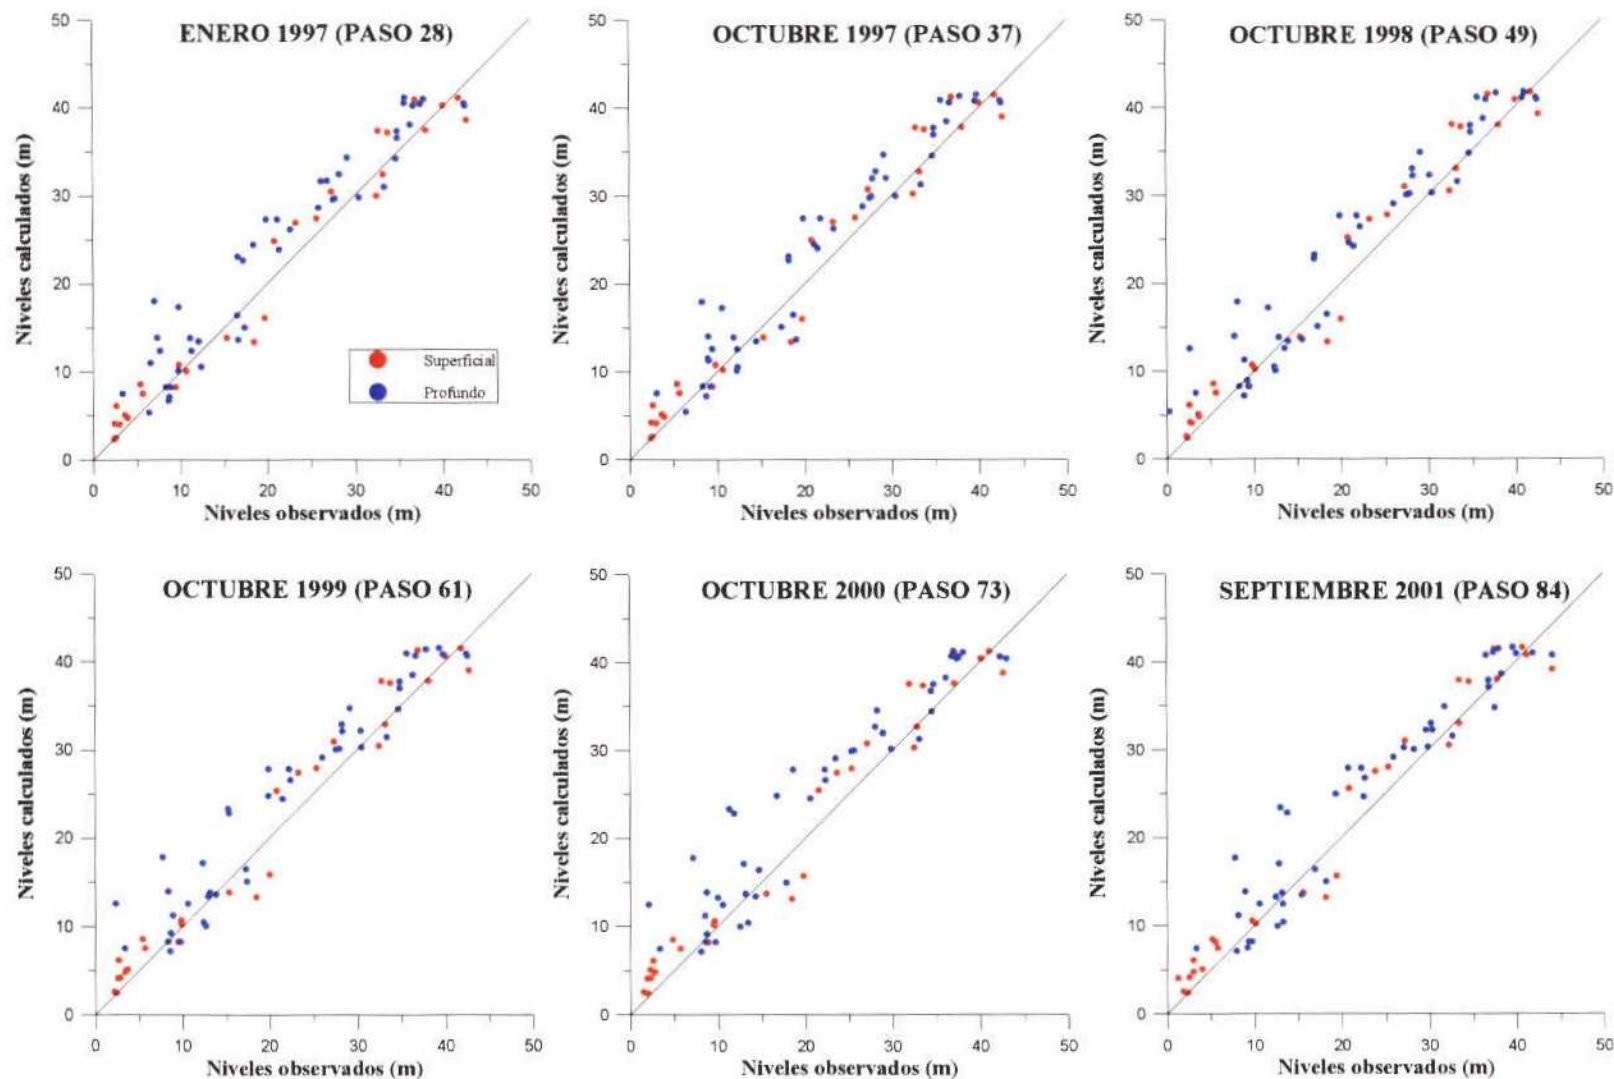 ENERO 1997 (PASO 28)
50
40
30
20
10
0
Niveles calculados (m)
Superficial
Profundo
0 10 20 30 40 50
Niveles observados (m)
OCTUBRE 1997 (PASO 37)
50
40
30
20
10
0
Niveles calculados (m)
0 10 20 30 40 50
Niveles observados (m)
OCTUBRE 1998 (PASO 49)
50
40
30
20
10
0
Niveles calculados (m)
0 10 20 30 40 50
Niveles observados (m)
OCTUBRE 1999 (PASO 61)
50
40
30
20
10
0
Niveles calculados (m)
0 10 20 30 40 50
Niveles observados (m)
OCTUBRE 2000 (PASO 73)
50
40
30
20
10
0
Niveles calculados (m)
0 10 20 30 40 50
Niveles observados (m)
SEPTIEMBRE 2001 (PASO 84)
50
40
30
20
10
0
Niveles calculados (m)
0 10 20 30 40 50
Niveles observados (m)